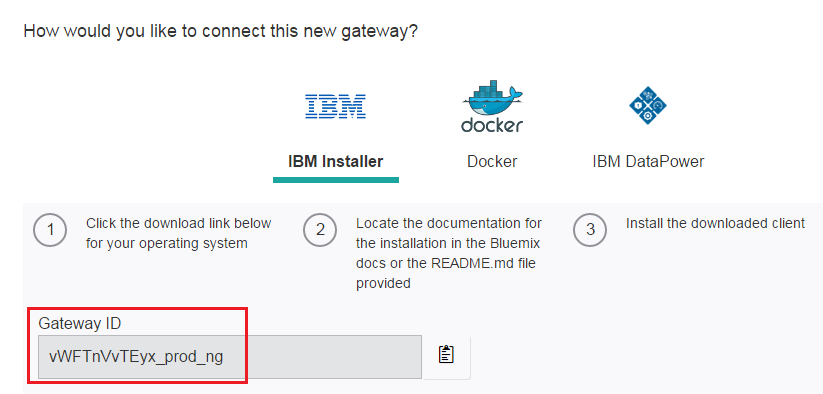 How would you like to connect this new gateway?
IBM
docker
IBM Installer
Docker
IBM DataPower
1
Click the download link below
for your operating system
2
Locate the documentation for
the installation in the Bluemix
docs or the README.md file
provided
3
Install the downloaded client
Gateway ID
vWFTnVvTEyx_prod_ng